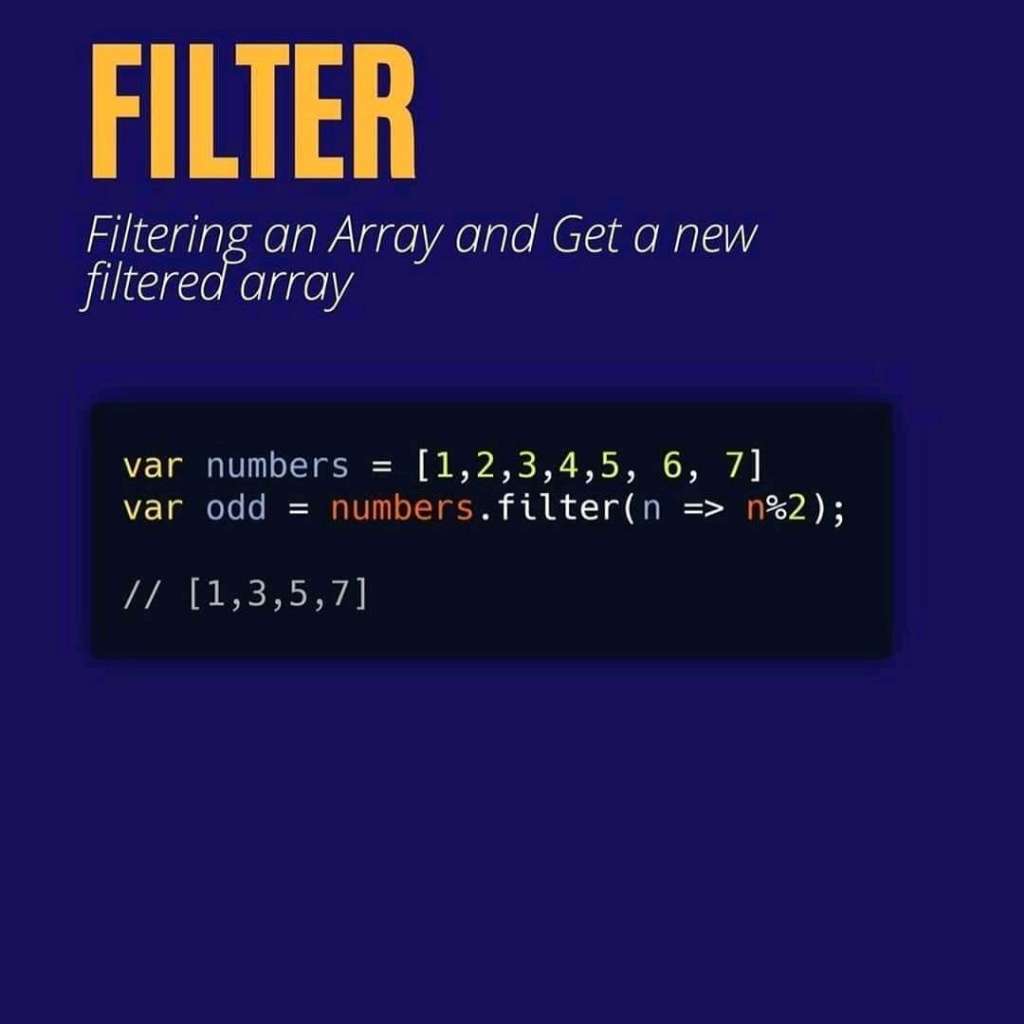 FILTER
Filtering an Array and Get a new
filtered array
var numbers = [1,2,3,4,5, 6, 7]
var odd = numbers.filter(n => n%2);
// [1,3,5,7]